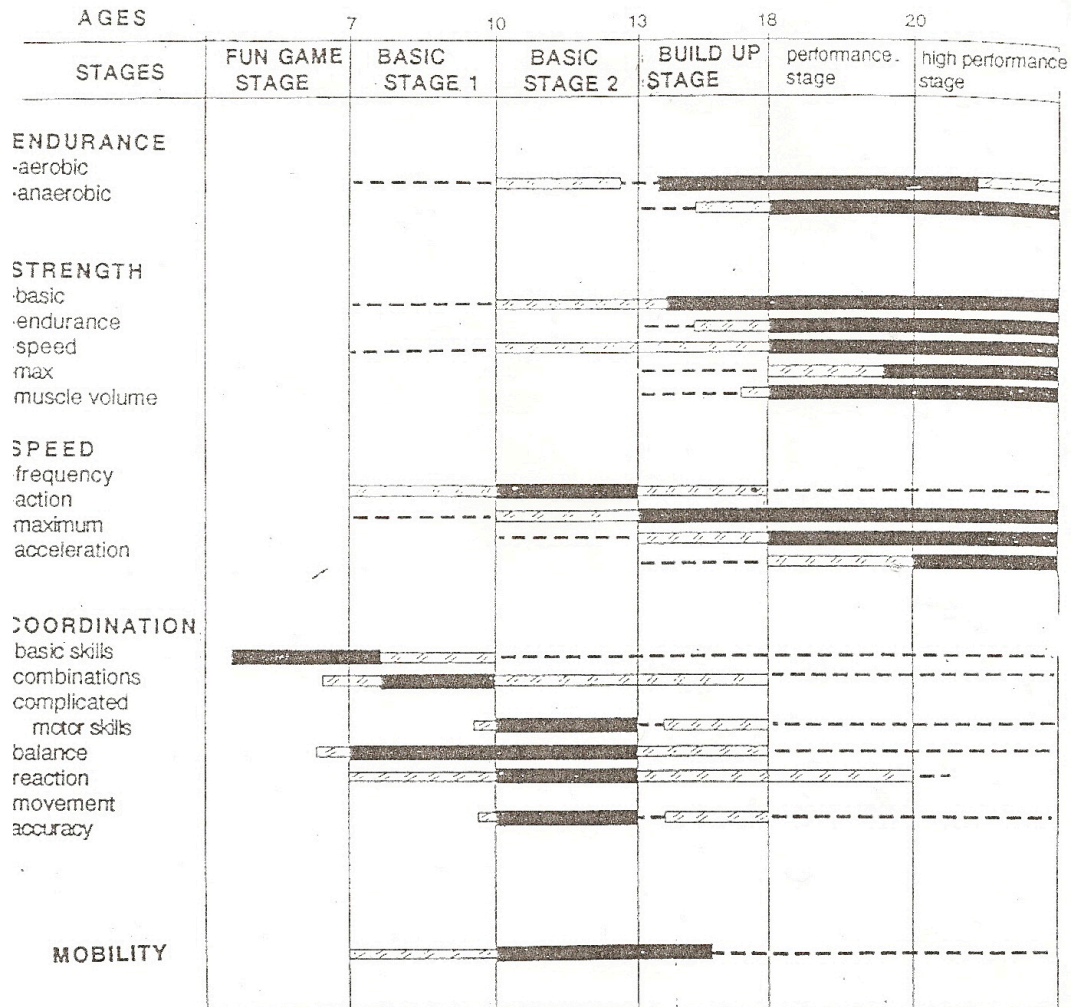 AGES 7 10 13 18 20
STAGES FUN GAME STAGE BASIC STAGE 1 BASIC STAGE 2 BUILD UP STAGE performance. stage high performance stage
ENDURANCE
-aerobic
-anaerobic
STRENGTH
-basic
-endurance
-speed
-max
muscle volume
SPEED
-frequency
-action
-maximum
acceleration
COORDINATION
basic skills
combinations
complicated
motor skills
balance
reaction
movement
accuracy
MOBILITY